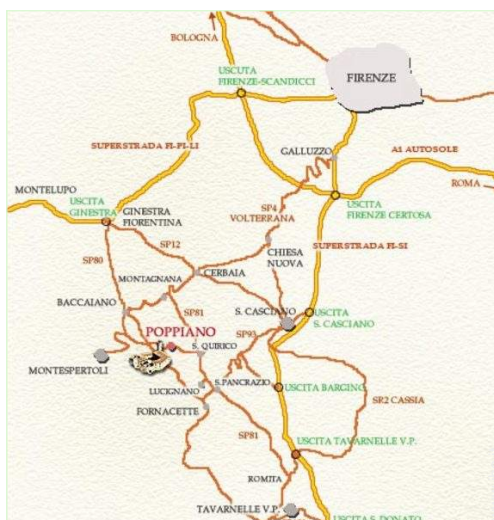 BOLOGNA
USCUTA
FIRENZE-SCANDICCI
FIRENZE
SUPERSTRADA FI-PI-LI
GALLUZZO
A1 AUTOSOLE
ROMA
MONTELUPO
USCITA
GINESTRA
GINESTRA
FIORENTINA
SP4
VOLTERRANA
USCITA
FIRENZE CERTOSA
SUPERSTRADA FI-SI
SP80
SP12
CHIESA
NUOVA
CERBAIA
MONTAGNANA
BACCAIANO
SP81
S. CASCIANO
USCITA
S. CASCIANO
POPPIANO
SP93
S. QUIRICO
MONTESPERTOLI
LUCIGNANO
S.PANCRAZIO
USCITA BARGINO
SR2 CASSIA
FORNACETTE
SP81
USCITA TAVARNELLE V.P.
ROMITA
TAVARNELLE V.P.
USCITA S. DONATO